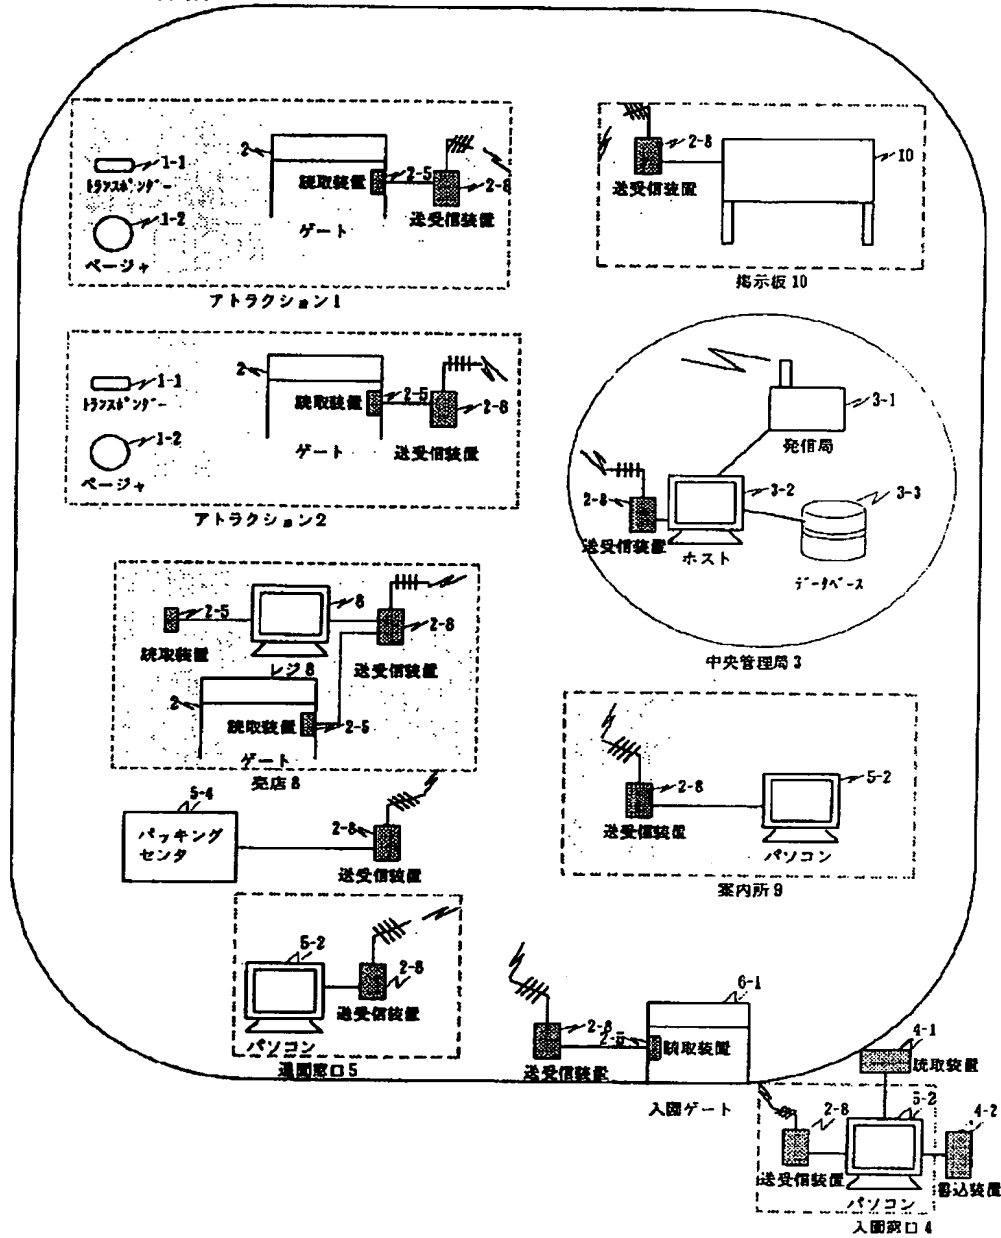 1-1
トランスポンダー
1-2
ページャ
2
読取装置
2-5
2-8
送受信装置
ゲート
アトラクション1
2-8
送受信装置
10
掲示板10
1-1
トランスポンダー
1-2
ページャ
2
読取装置
2-5
2-8
送受信装置
ゲート
アトラクション2
3-1
発信局
2-8
送受信装置
3-2
ホスト
3-3
データベース
中央管理局3
2-5
読取装置
8
レジ8
2-8
送受信装置
2
読取装置
2-5
ゲート
売店8
5-4
パッキング
センタ
2-8
送受信装置
2-8
送受信装置
5-2
パソコン
案内所9
5-2
パソコン
2-8
送受信装置
退園窓口5
2-8
送受信装置
2-5
読取装置
6-1
入園ゲート
4-1
読取装置
2-8
送受信装置
5-2
パソコン
4-2
書込装置
入園窓口4